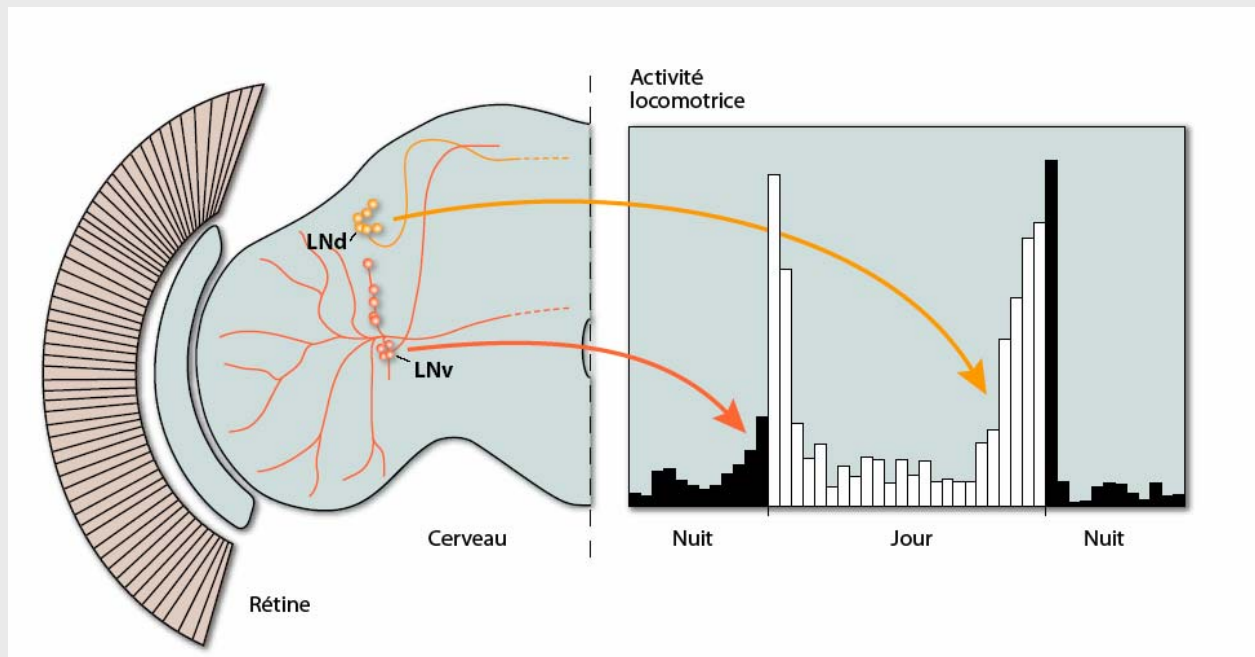 Activité
locomotrice
LNd
LNv
Cerveau
Nuit
Jour
Nuit
Rétine